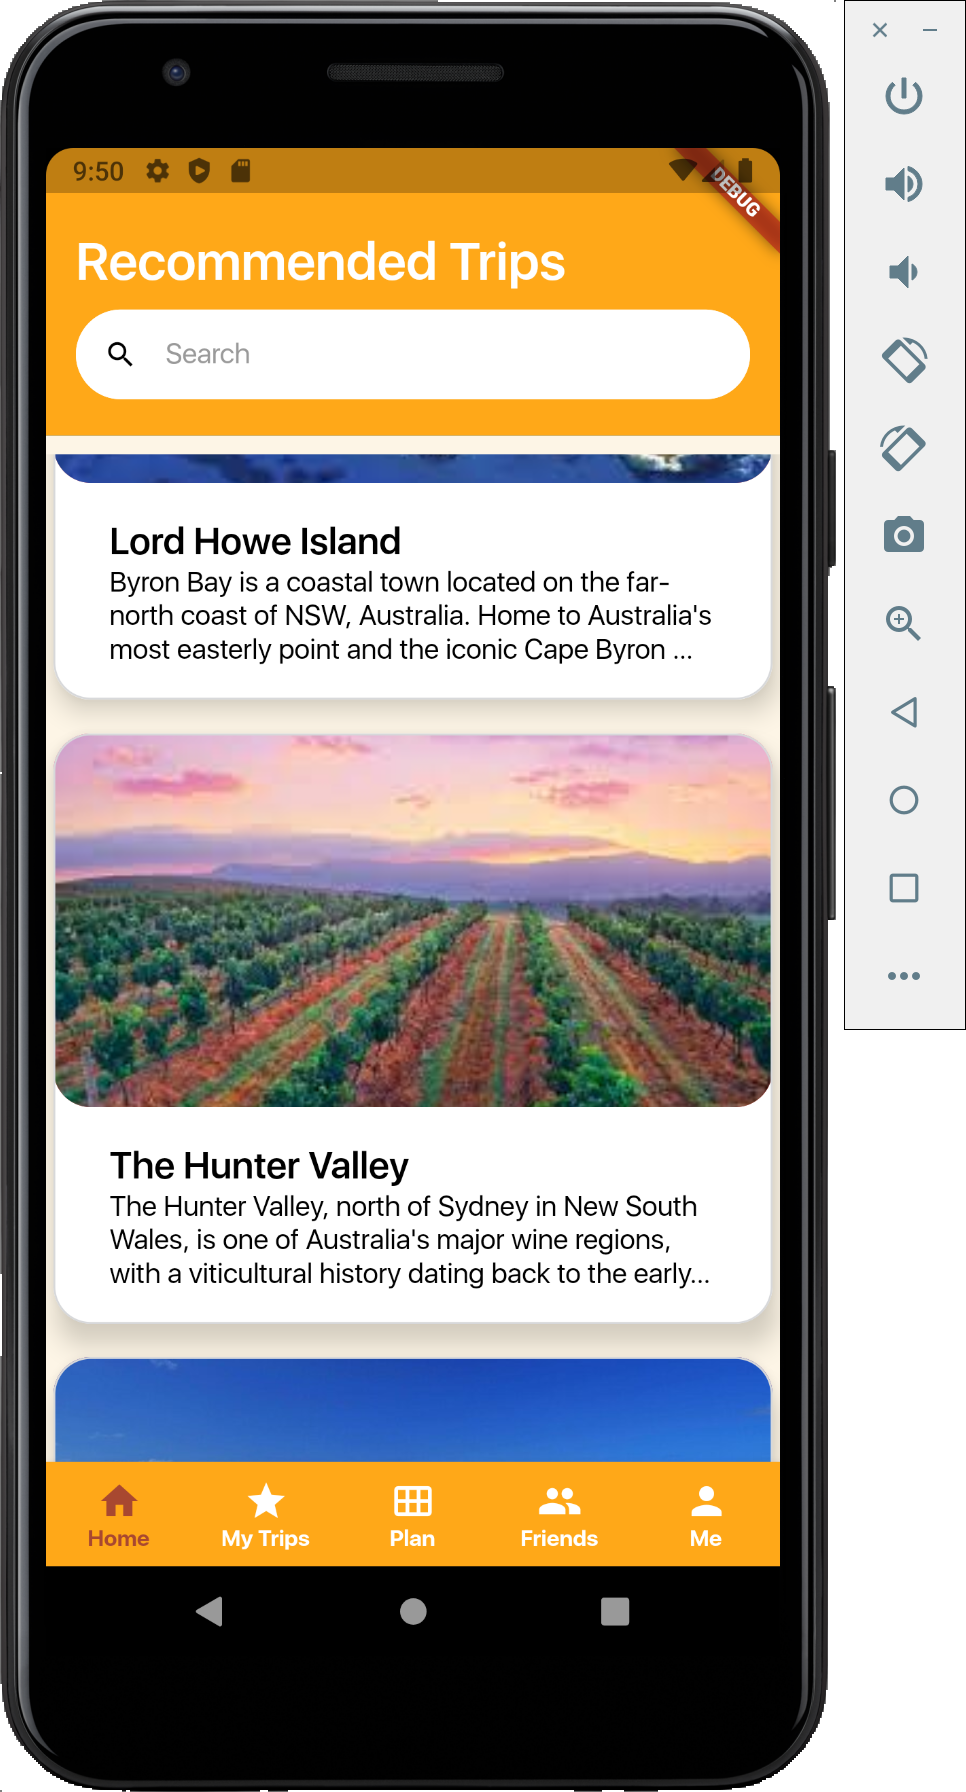 9:50
DEBUG
Recommended Trips
Search
Lord Howe Island
Byron Bay is a coastal town located on the far-
north coast of NSW, Australia. Home to Australia's
most easterly point and the iconic Cape Byron ...
The Hunter Valley
The Hunter Valley, north of Sydney in New South
Wales, is one of Australia's major wine regions,
with a viticultural history dating back to the early...
Home My Trips Plan Friends Me